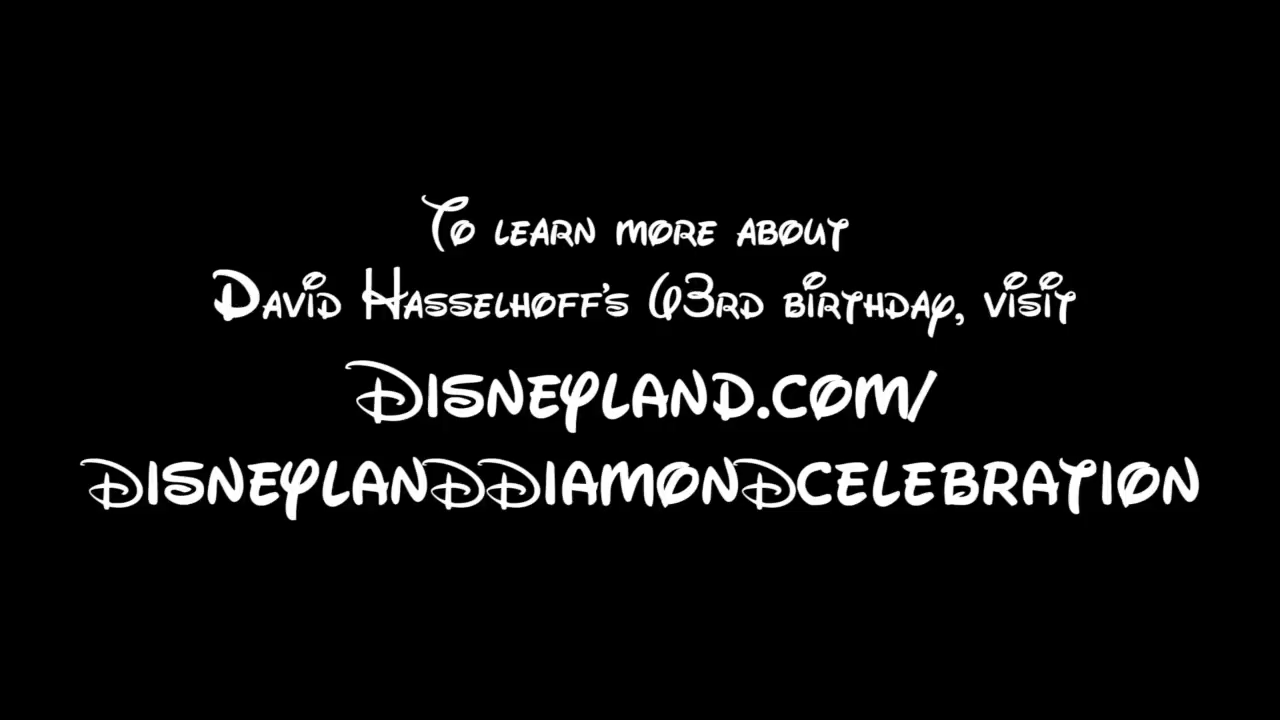 To learn more about
David Hasselhoff's 63rd birthday, visit
Disneyland.com/
DisneylanDDiamonDcelebration